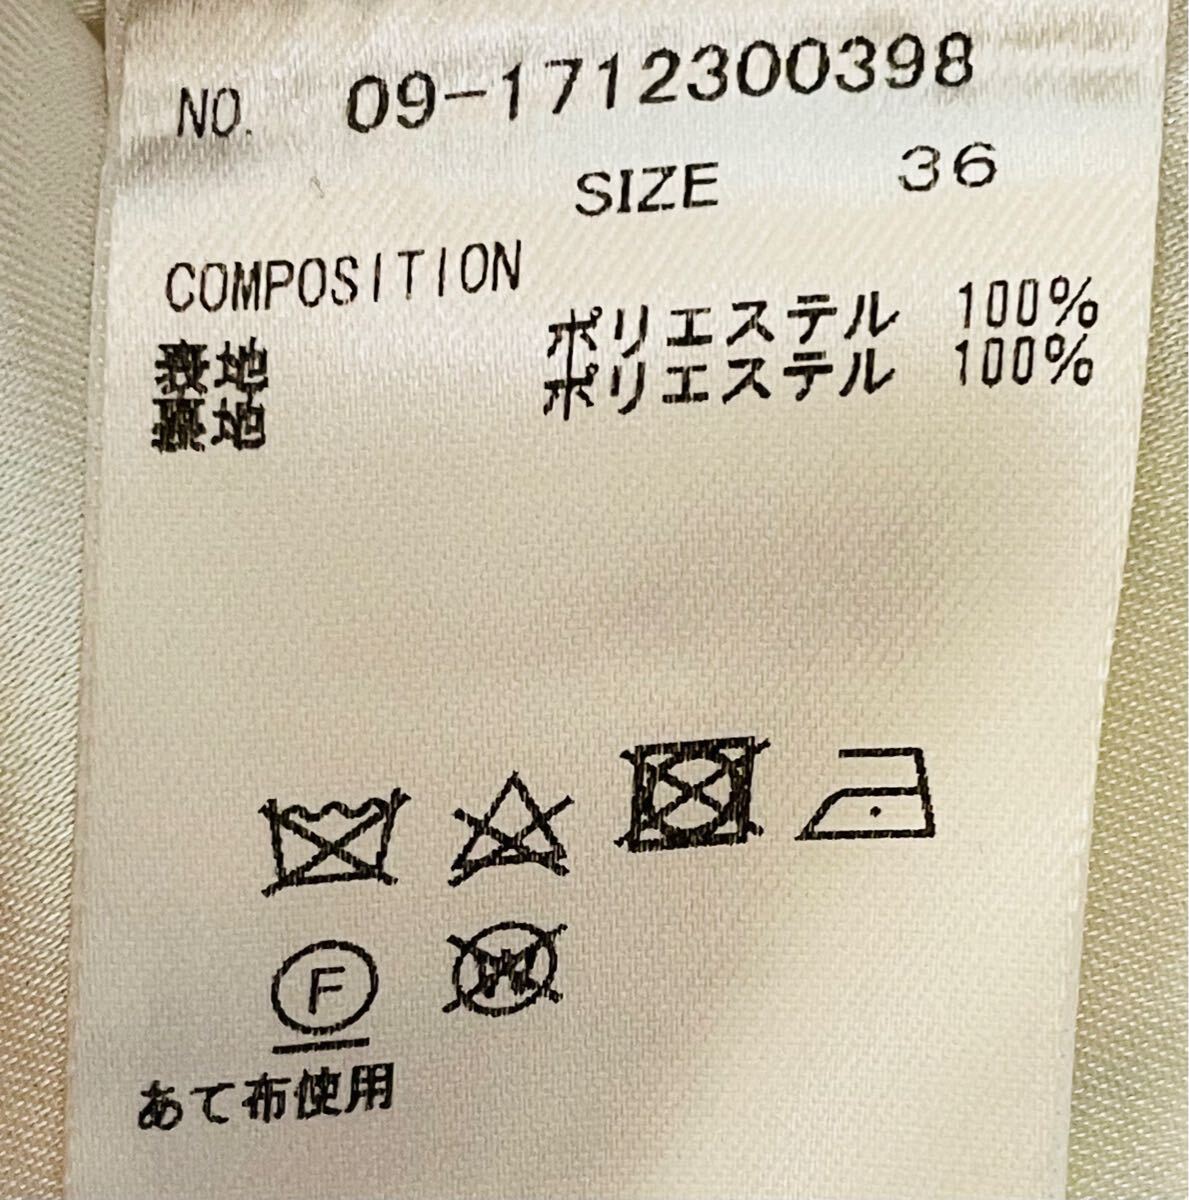 NO. 09-1712300398
SIZE 36
COMPOSITION
表地 ポリエステル 100%
裏地 ポリエステル 100%
F W
あて布使用